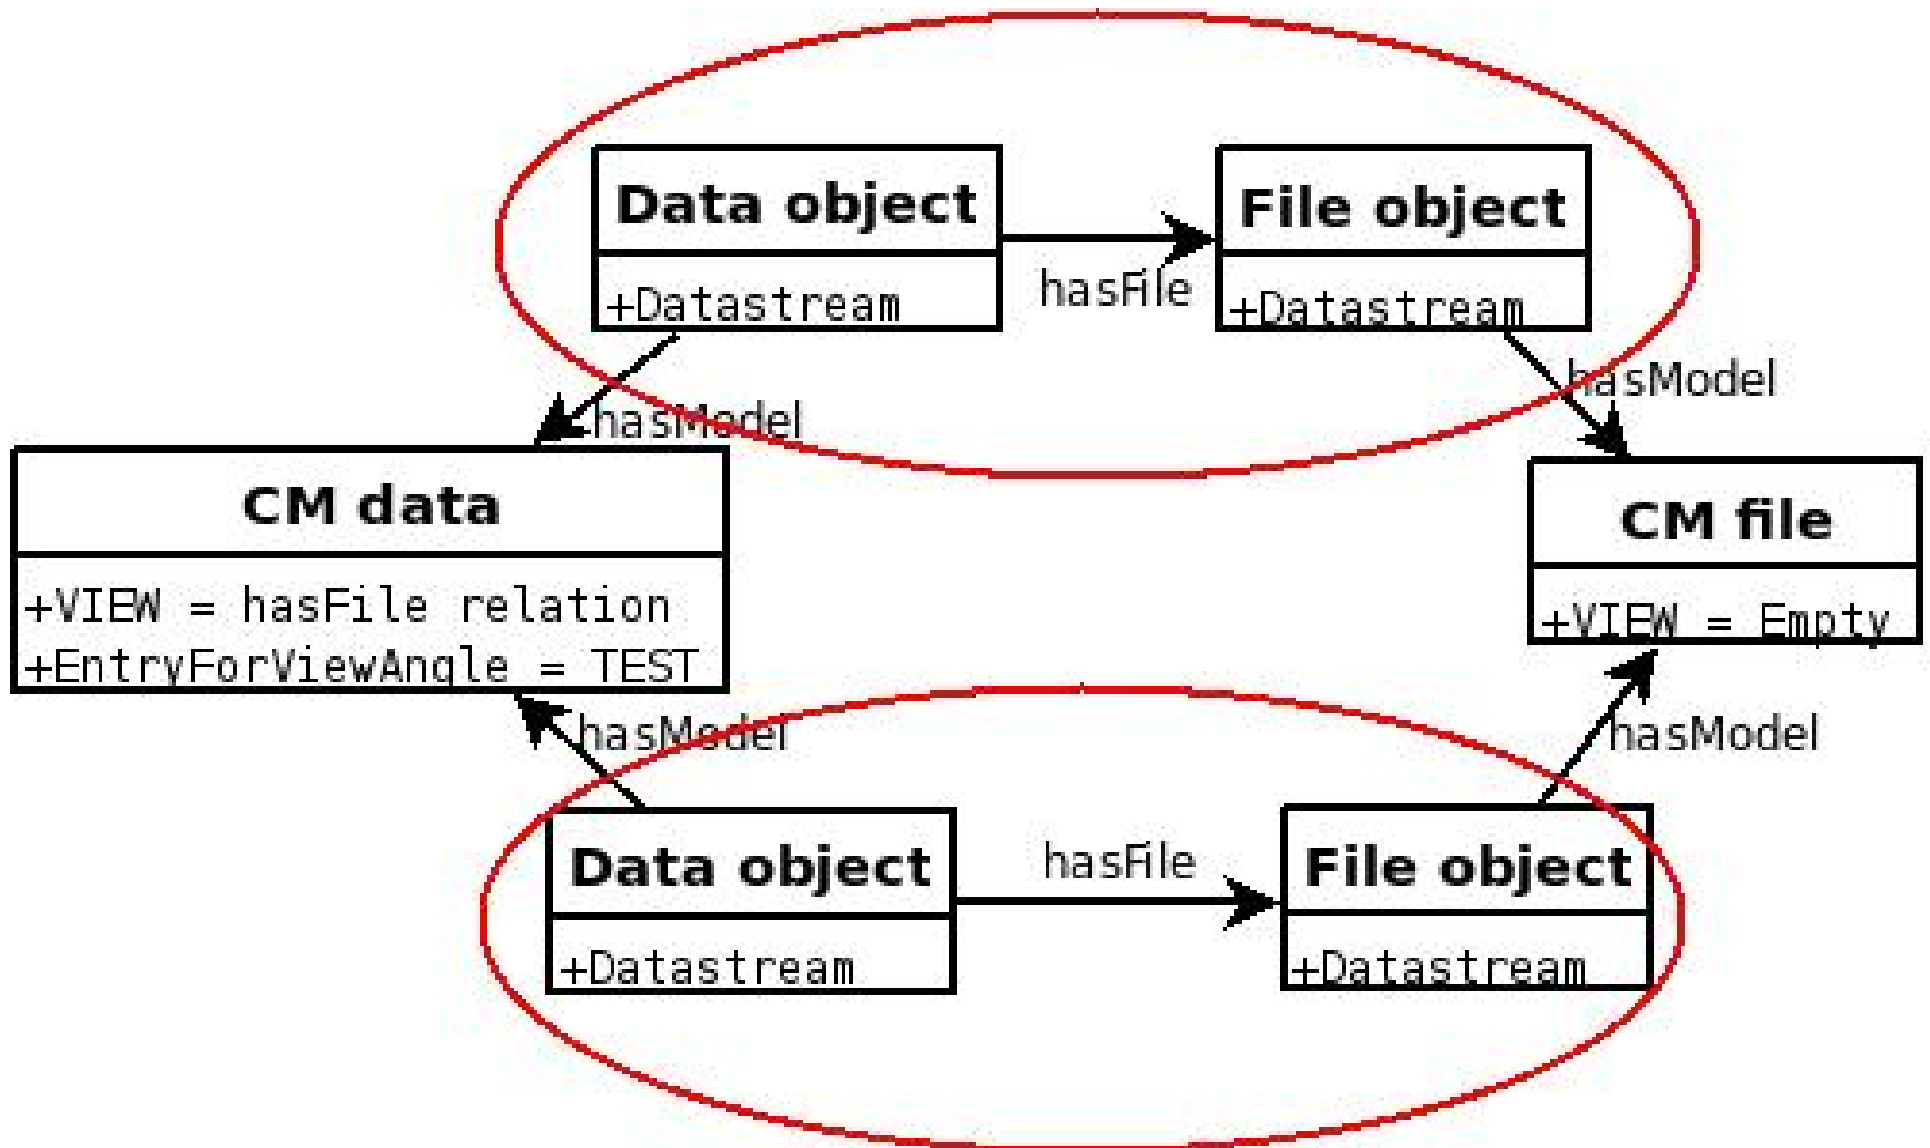 Data object
+Datastream
hasFile
File object
+Datastream
hasModel
hasModel
CM data
+VIEW = hasFile relation
+EntryForViewAngle = TEST
CM file
+VIEW = Empty
hasModel
hasModel
Data object
+Datastream
hasFile
File object
+Datastream